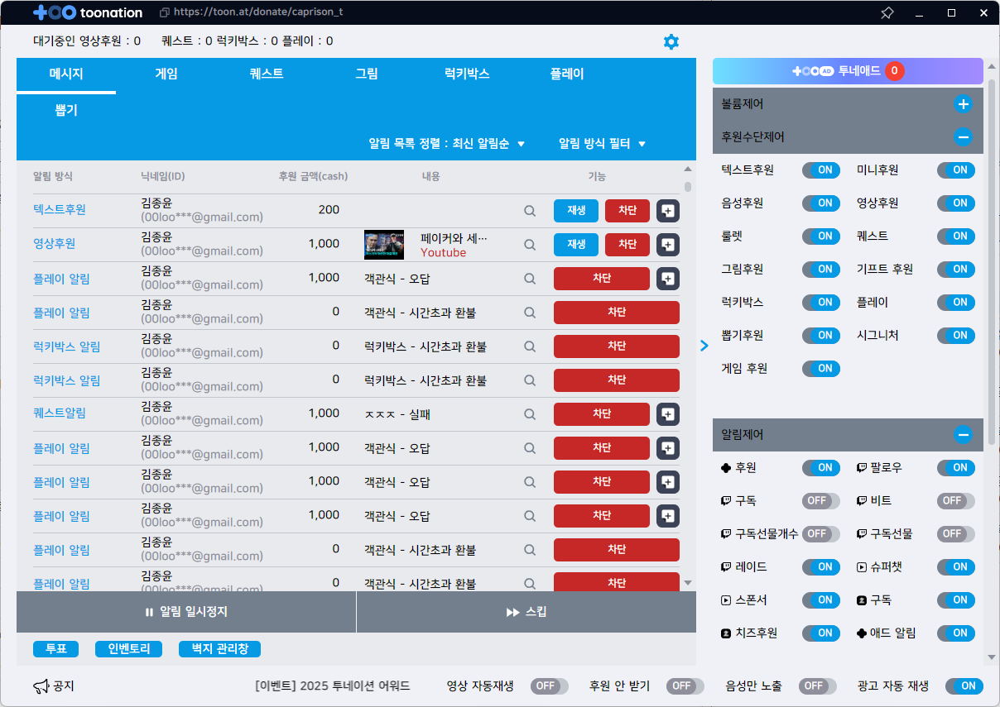 toonation https://toon.at/donate/caprison_t
대기중인 영상후원 : 0 퀘스트 : 0 럭키박스 : 0 플레이 : 0
메시지 게임 퀘스트 그림 럭키박스 플레이
뽑기
알림 목록 정렬 : 최신 알림순 ▼ 알림 방식 필터 ▼
알림 방식 닉네임(ID) 후원 금액(cash) 내용 기능
텍스트후원 김종윤 200 재생 차단
(00loo***@gmail.com)
영상후원 김종윤 1,000 페이커와 세… 재생 차단
(00loo***@gmail.com) Youtube
플레이 알림 김종윤 1,000 객관식 - 오답 차단
(00loo***@gmail.com)
플레이 알림 김종윤 0 객관식 - 시간초과 환불 차단
(00loo***@gmail.com)
럭키박스 알림 김종윤 0 럭키박스 - 시간초과 환불 차단
(00loo***@gmail.com)
럭키박스 알림 김종윤 0 럭키박스 - 시간초과 환불 차단
(00loo***@gmail.com)
퀘스트알림 김종윤 1,000 ㅈㅈㅈ - 실패 차단
(00loo***@gmail.com)
플레이 알림 김종윤 1,000 객관식 - 오답 차단
(00loo***@gmail.com)
플레이 알림 김종윤 1,000 객관식 - 오답 차단
(00loo***@gmail.com)
플레이 알림 김종윤 1,000 객관식 - 오답 차단
(00loo***@gmail.com)
플레이 알림 김종윤 0 객관식 - 시간초과 환불 차단
(00loo***@gmail.com)
플레이 알림 김종윤 0 객관식 - 시간초과 환불 차단
(00loo***@gmail.com)
알림 일시정지 스킵
투표 인벤토리 벽지 관리창
AD 투네애드 0
볼륨제어
후원수단제어
텍스트후원 ON 미니후원 ON
음성후원 ON 영상후원 ON
룰렛 ON 퀘스트 ON
그림후원 ON 기프트 후원 ON
럭키박스 ON 플레이 ON
뽑기후원 ON 시그니처 ON
게임 후원 ON
알림제어
후원 ON 팔로우 ON
구독 OFF 비트 OFF
구독선물개수 OFF 구독선물 OFF
레이드 ON 슈퍼챗 ON
스폰서 ON 구독 ON
치즈후원 ON 애드 알림 ON
공지 [이벤트] 2025 투네이션 어워드 영상 자동재생 OFF 후원 안 받기 OFF 음성만 노출 OFF 광고 자동 재생 ON